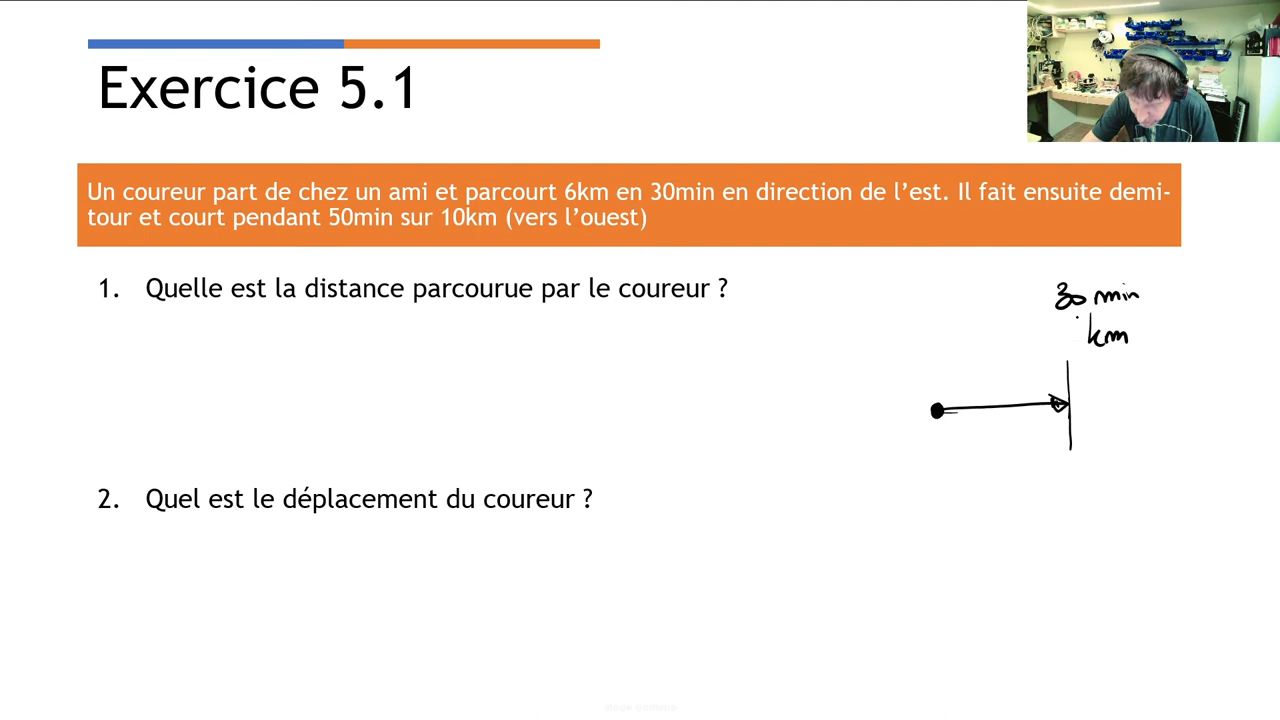 Exercice 5.1
Un coureur part de chez un ami et parcourt 6km en 30min en direction de l’est. Il fait ensuite demi-
tour et court pendant 50min sur 10km (vers l’ouest)
1. Quelle est la distance parcourue par le coureur ?
30 min
km
2. Quel est le déplacement du coureur ?